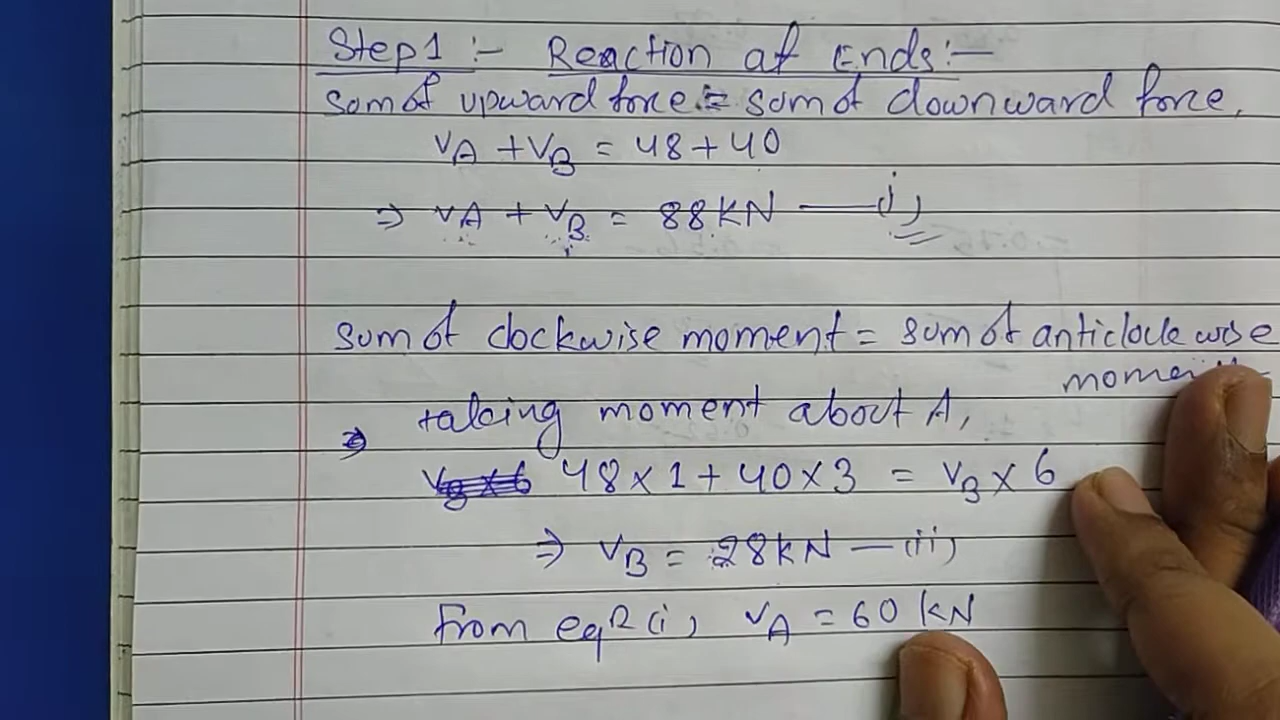 Step1 :- Reaction at Ends:-
sum of upward force = sum of downward force,
VA + VB = 48 + 40
⇒ VA + VB = 88 KN —(i)
sum of clockwise moment = sum of anticlockwise
taking moment about A,
48 × 1 + 40 × 3 = VB × 6
⇒ VB = 28 KN —(ii)
From eqn (i), VA = 60 KN